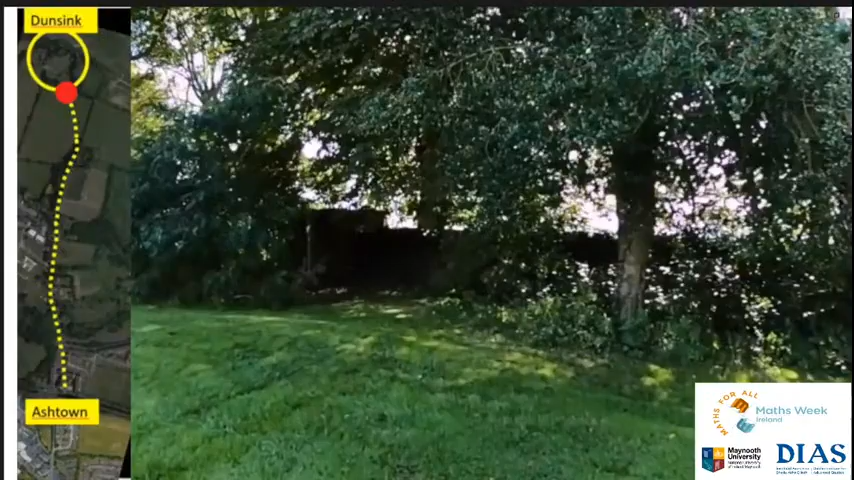 Dunsink
Ashtown
MATHS FOR ALL
Maths Week
IRELAND
Maynooth
University
DIAS